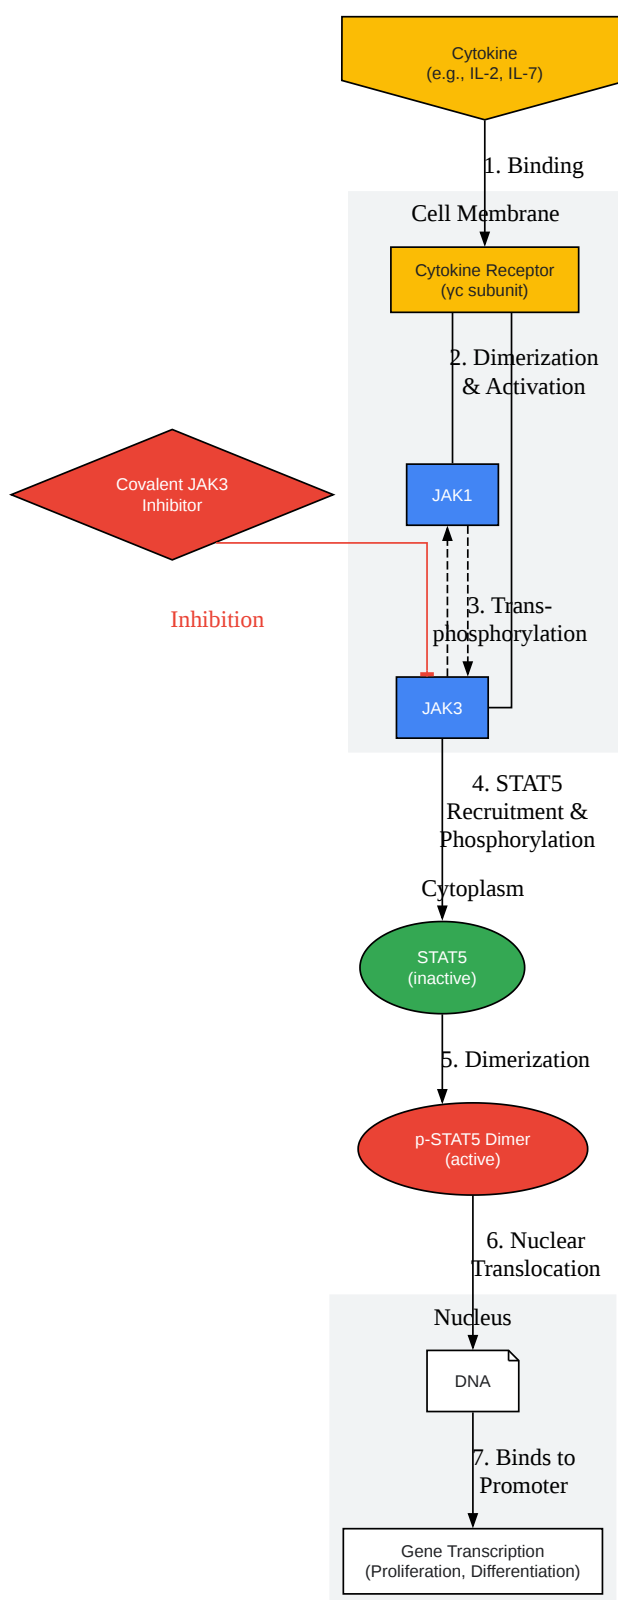 Cytokine
(e.g., IL-2, IL-7)
1. Binding
Cell Membrane
Cytokine Receptor
(γc subunit)
2. Dimerization
& Activation
Covalent JAK3
Inhibitor
JAK1
Inhibition
3. Trans-
phosphorylation
JAK3
4. STAT5
Recruitment &
Phosphorylation
Cytoplasm
STAT5
(inactive)
5. Dimerization
p-STAT5 Dimer
(active)
6. Nuclear
Translocation
Nucleus
DNA
7. Binds to
Promoter
Gene Transcription
(Proliferation, Differentiation)